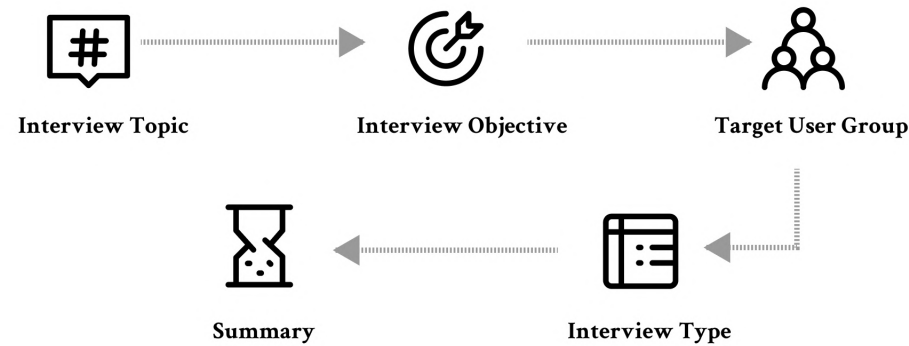 Interview Topic
Interview Objective
Target User Group
Interview Type
Summary